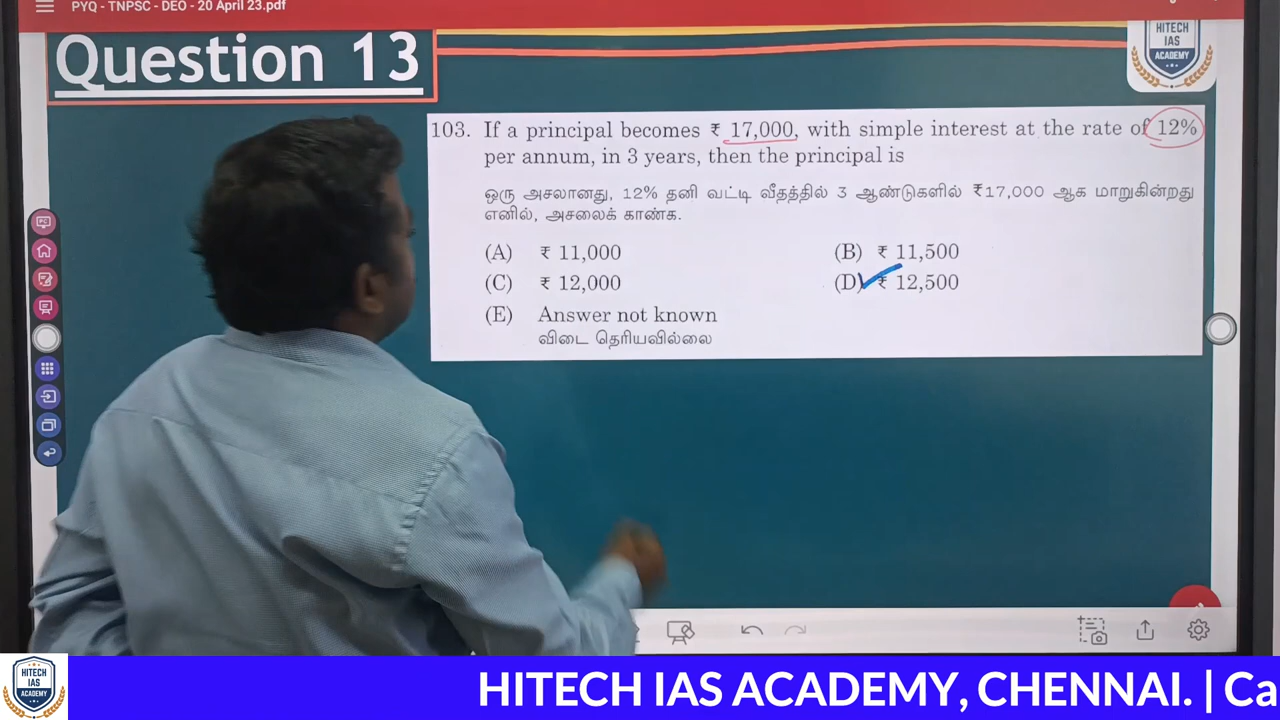 PYQ - TNPSC - DEO - 20 April 23.pdf
Question 13
HITECH
IAS
ACADEMY
103. If a principal becomes ₹ 17,000, with simple interest at the rate of 12%
per annum, in 3 years, then the principal is
ஒரு அசலானது, 12% தனி வட்டி வீதத்தில் 3 ஆண்டுகளில் ₹17,000 ஆக மாறுகின்றது
எனில், அசலைக் காண்க.
(A) ₹ 11,000 (B) ₹ 11,500
(C) ₹ 12,000 (D) ₹ 12,500
(E) Answer not known
விடை தெரியவில்லை
HITECH
IAS
ACADEMY
HITECH IAS ACADEMY, CHENNAI. | Ca